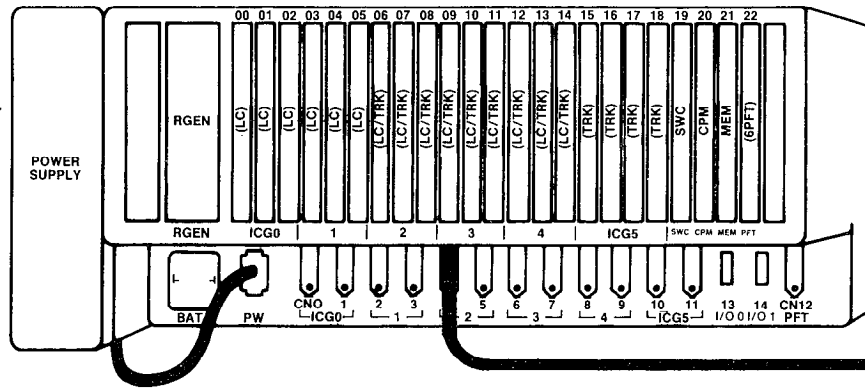 00 01 02 03 04 05 06 07 08 09 10 11 12 13 14 15 16 17 18 19 20 21 22
POWER SUPPLY
RGEN
(LC) (LC) (LC) (LC) (LC) (LC) (LC/TRK) (LC/TRK) (LC/TRK) (LC/TRK) (LC/TRK) (LC/TRK) (LC/TRK) (LC/TRK) (LC/TRK) (TRK) (TRK) (TRK) (TRK) SWC CPM MEM (6PFT)
RGEN ICG0 1 2 3 4 ICG5 SWC CPM MEM PFT
CNO 1 2 3 5 6 7 8 9 10 11 13 14 CN12
BAT PW ICG0 1 2 3 4 ICG5 I/O 0 I/O 1 PFT